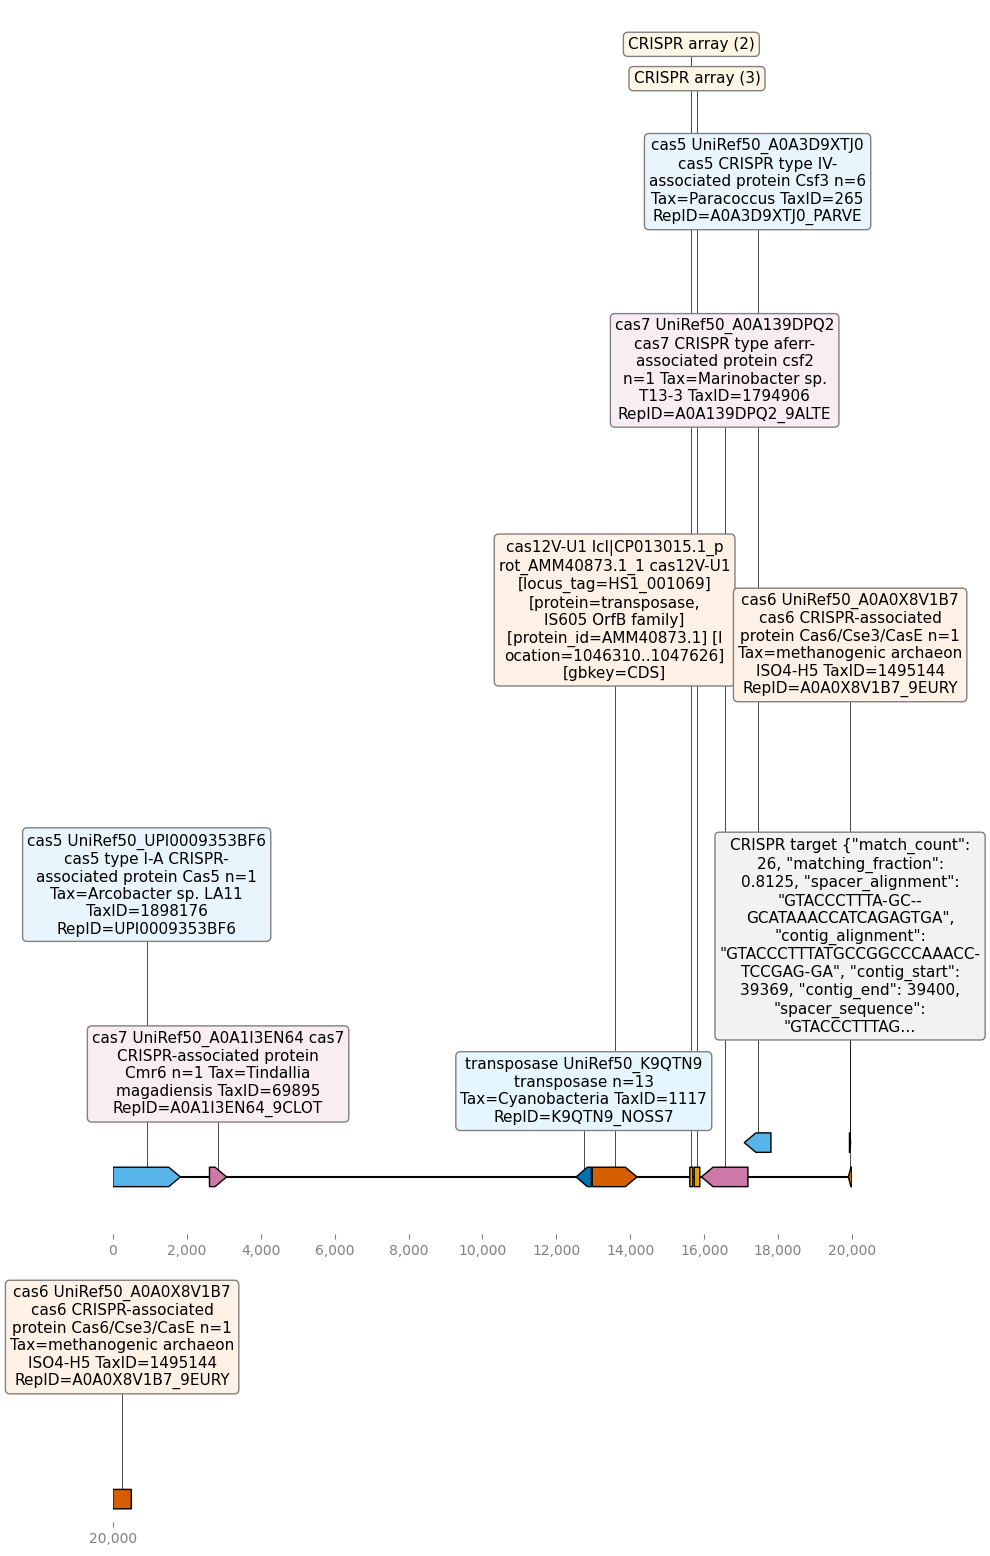 CRISPR array (2)
CRISPR array (3)
cas5 UniRef50_A0A3D9XTJ0
cas5 CRISPR type IV-
associated protein Csf3 n=6
Tax=Paracoccus TaxID=265
RepID=A0A3D9XTJ0_PARVE
cas7 UniRef50_A0A139DPQ2
cas7 CRISPR type aferr-
associated protein csf2
n=1 Tax=Marinobacter sp.
T13-3 TaxID=1794906
RepID=A0A139DPQ2_9ALTE
cas12V-U1 lcl|CP013015.1_p
rot_AMM40873.1_1 cas12V-U1
[locus_tag=HS1_001069]
[protein=transposase,
IS605 OrfB family]
[protein_id=AMM40873.1] [l
ocation=1046310..1047626]
[gbkey=CDS]
cas6 UniRef50_A0A0X8V1B7
cas6 CRISPR-associated
protein Cas6/Cse3/CasE n=1
Tax=methanogenic archaeon
ISO4-H5 TaxID=1495144
RepID=A0A0X8V1B7_9EURY
cas5 UniRef50_UPI0009353BF6
cas5 type I-A CRISPR-
associated protein Cas5 n=1
Tax=Arcobacter sp. LA11
TaxID=1898176
RepID=UPI0009353BF6
CRISPR target {"match_count":
26, "matching_fraction":
0.8125, "spacer_alignment":
"GTACCCTTTA-GC--
GCATAAACCATCAGAGTGA",
"contig_alignment":
"GTACCCTTTATGCCGGCCCAAACC-
TCCGAG-GA", "contig_start":
39369, "contig_end": 39400,
"spacer_sequence":
"GTACCCTTTAG...
cas7 UniRef50_A0A1I3EN64 cas7
CRISPR-associated protein
Cmr6 n=1 Tax=Tindallia
magadiensis TaxID=69895
RepID=A0A1I3EN64_9CLOT
transposase UniRef50_K9QTN9
transposase n=13
Tax=Cyanobacteria TaxID=1117
RepID=K9QTN9_NOSS7
0 2,000 4,000 6,000 8,000 10,000 12,000 14,000 16,000 18,000 20,000
cas6 UniRef50_A0A0X8V1B7
cas6 CRISPR-associated
protein Cas6/Cse3/CasE n=1
Tax=methanogenic archaeon
ISO4-H5 TaxID=1495144
RepID=A0A0X8V1B7_9EURY
20,000